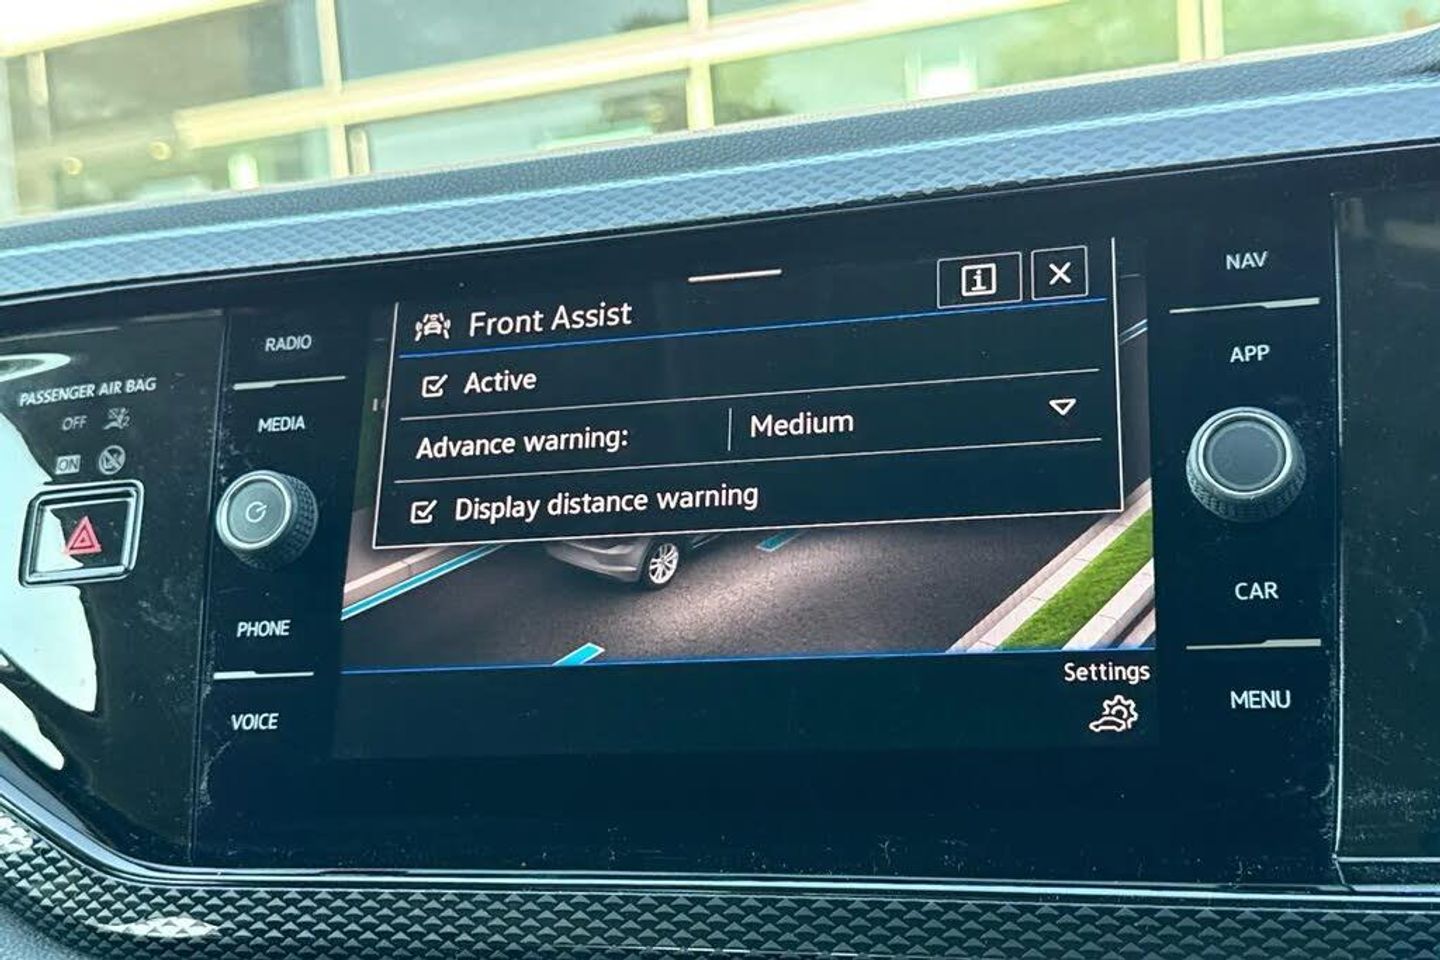 PASSENGER AIR BAG
OFF
ON
RADIO
MEDIA
PHONE
VOICE
Front Assist
i
Active
Advance warning:
Medium
Display distance warning
Settings
NAV
APP
CAR
MENU